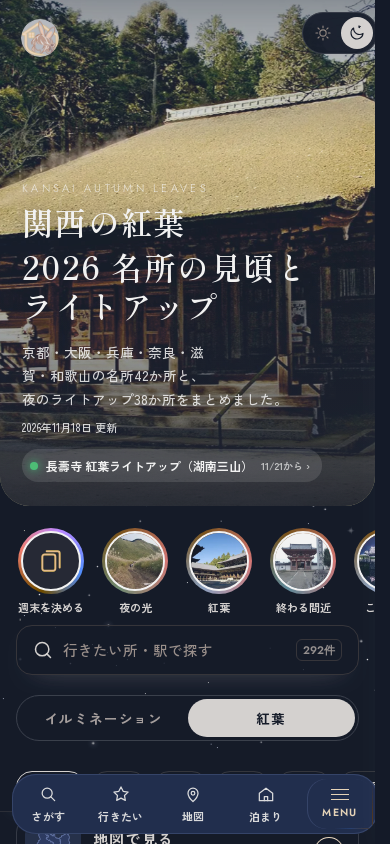 KANSAI AUTUMN LEAVES
関西の紅葉
2026 名所の見頃と
ライトアップ
京都・大阪・兵庫・奈良・滋
賀・和歌山の名所42か所と、
夜のライトアップ38か所をまとめました。
2026年11月18日 更新
長壽寺 紅葉ライトアップ（湖南三山） 11/21から ›
週末を決める 夜の光 紅葉 終わる間近 こ
行きたい所・駅で探す 292件
イルミネーション 紅葉
地図で見る
さがす 行きたい 地図 泊まり MENU